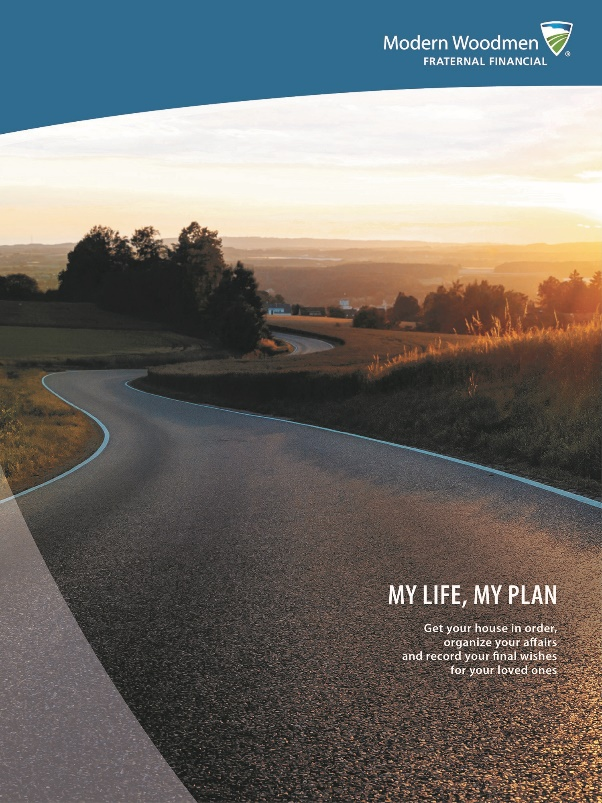 Modern Woodmen
FRATERNAL FINANCIAL
®
MY LIFE, MY PLAN
Get your house in order,
organize your affairs
and record your final wishes
for your loved ones